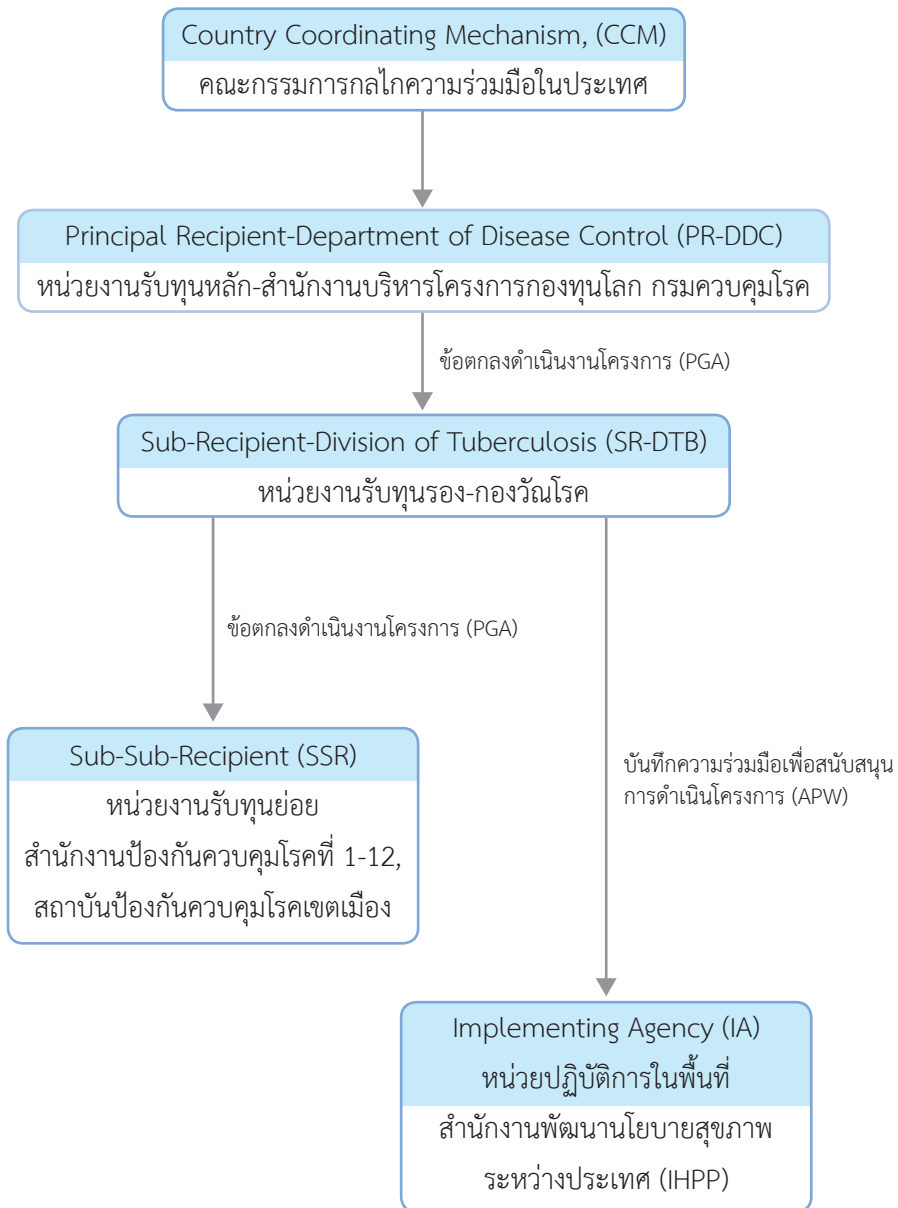 Country Coordinating Mechanism, (CCM)
คณะกรรมการกลไกความร่วมมือในประเทศ
Principal Recipient-Department of Disease Control (PR-DDC)
หน่วยงานรับทุนหลัก-สำนักงานบริหารโครงการกองทุนโลก กรมควบคุมโรค
ข้อตกลงดำเนินงานโครงการ (PGA)
Sub-Recipient-Division of Tuberculosis (SR-DTB)
หน่วยงานรับทุนรอง-กองวัณโรค
ข้อตกลงดำเนินงานโครงการ (PGA)
Sub-Sub-Recipient (SSR)
หน่วยงานรับทุนย่อย
สำนักงานป้องกันควบคุมโรคที่ 1-12,
สถาบันป้องกันควบคุมโรคเขตเมือง
บันทึกความร่วมมือเพื่อสนับสนุน
การดำเนินโครงการ (APW)
Implementing Agency (IA)
หน่วยปฏิบัติการในพื้นที่
สำนักงานพัฒนานโยบายสุขภาพ
ระหว่างประเทศ (IHPP)